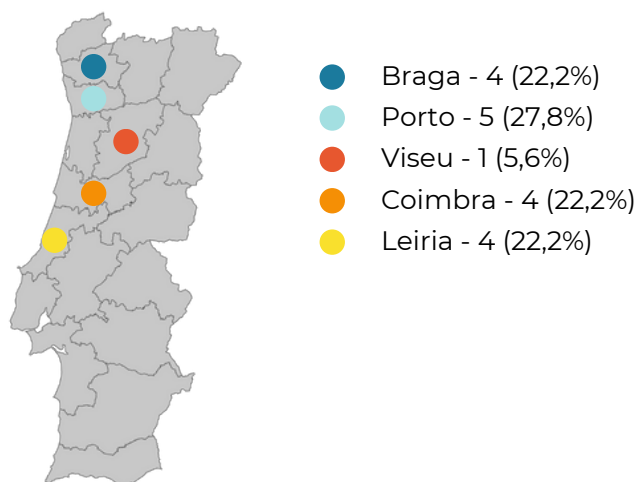 Braga - 4 (22,2%)
Porto - 5 (27,8%)
Viseu - 1 (5,6%)
Coimbra - 4 (22,2%)
Leiria - 4 (22,2%)